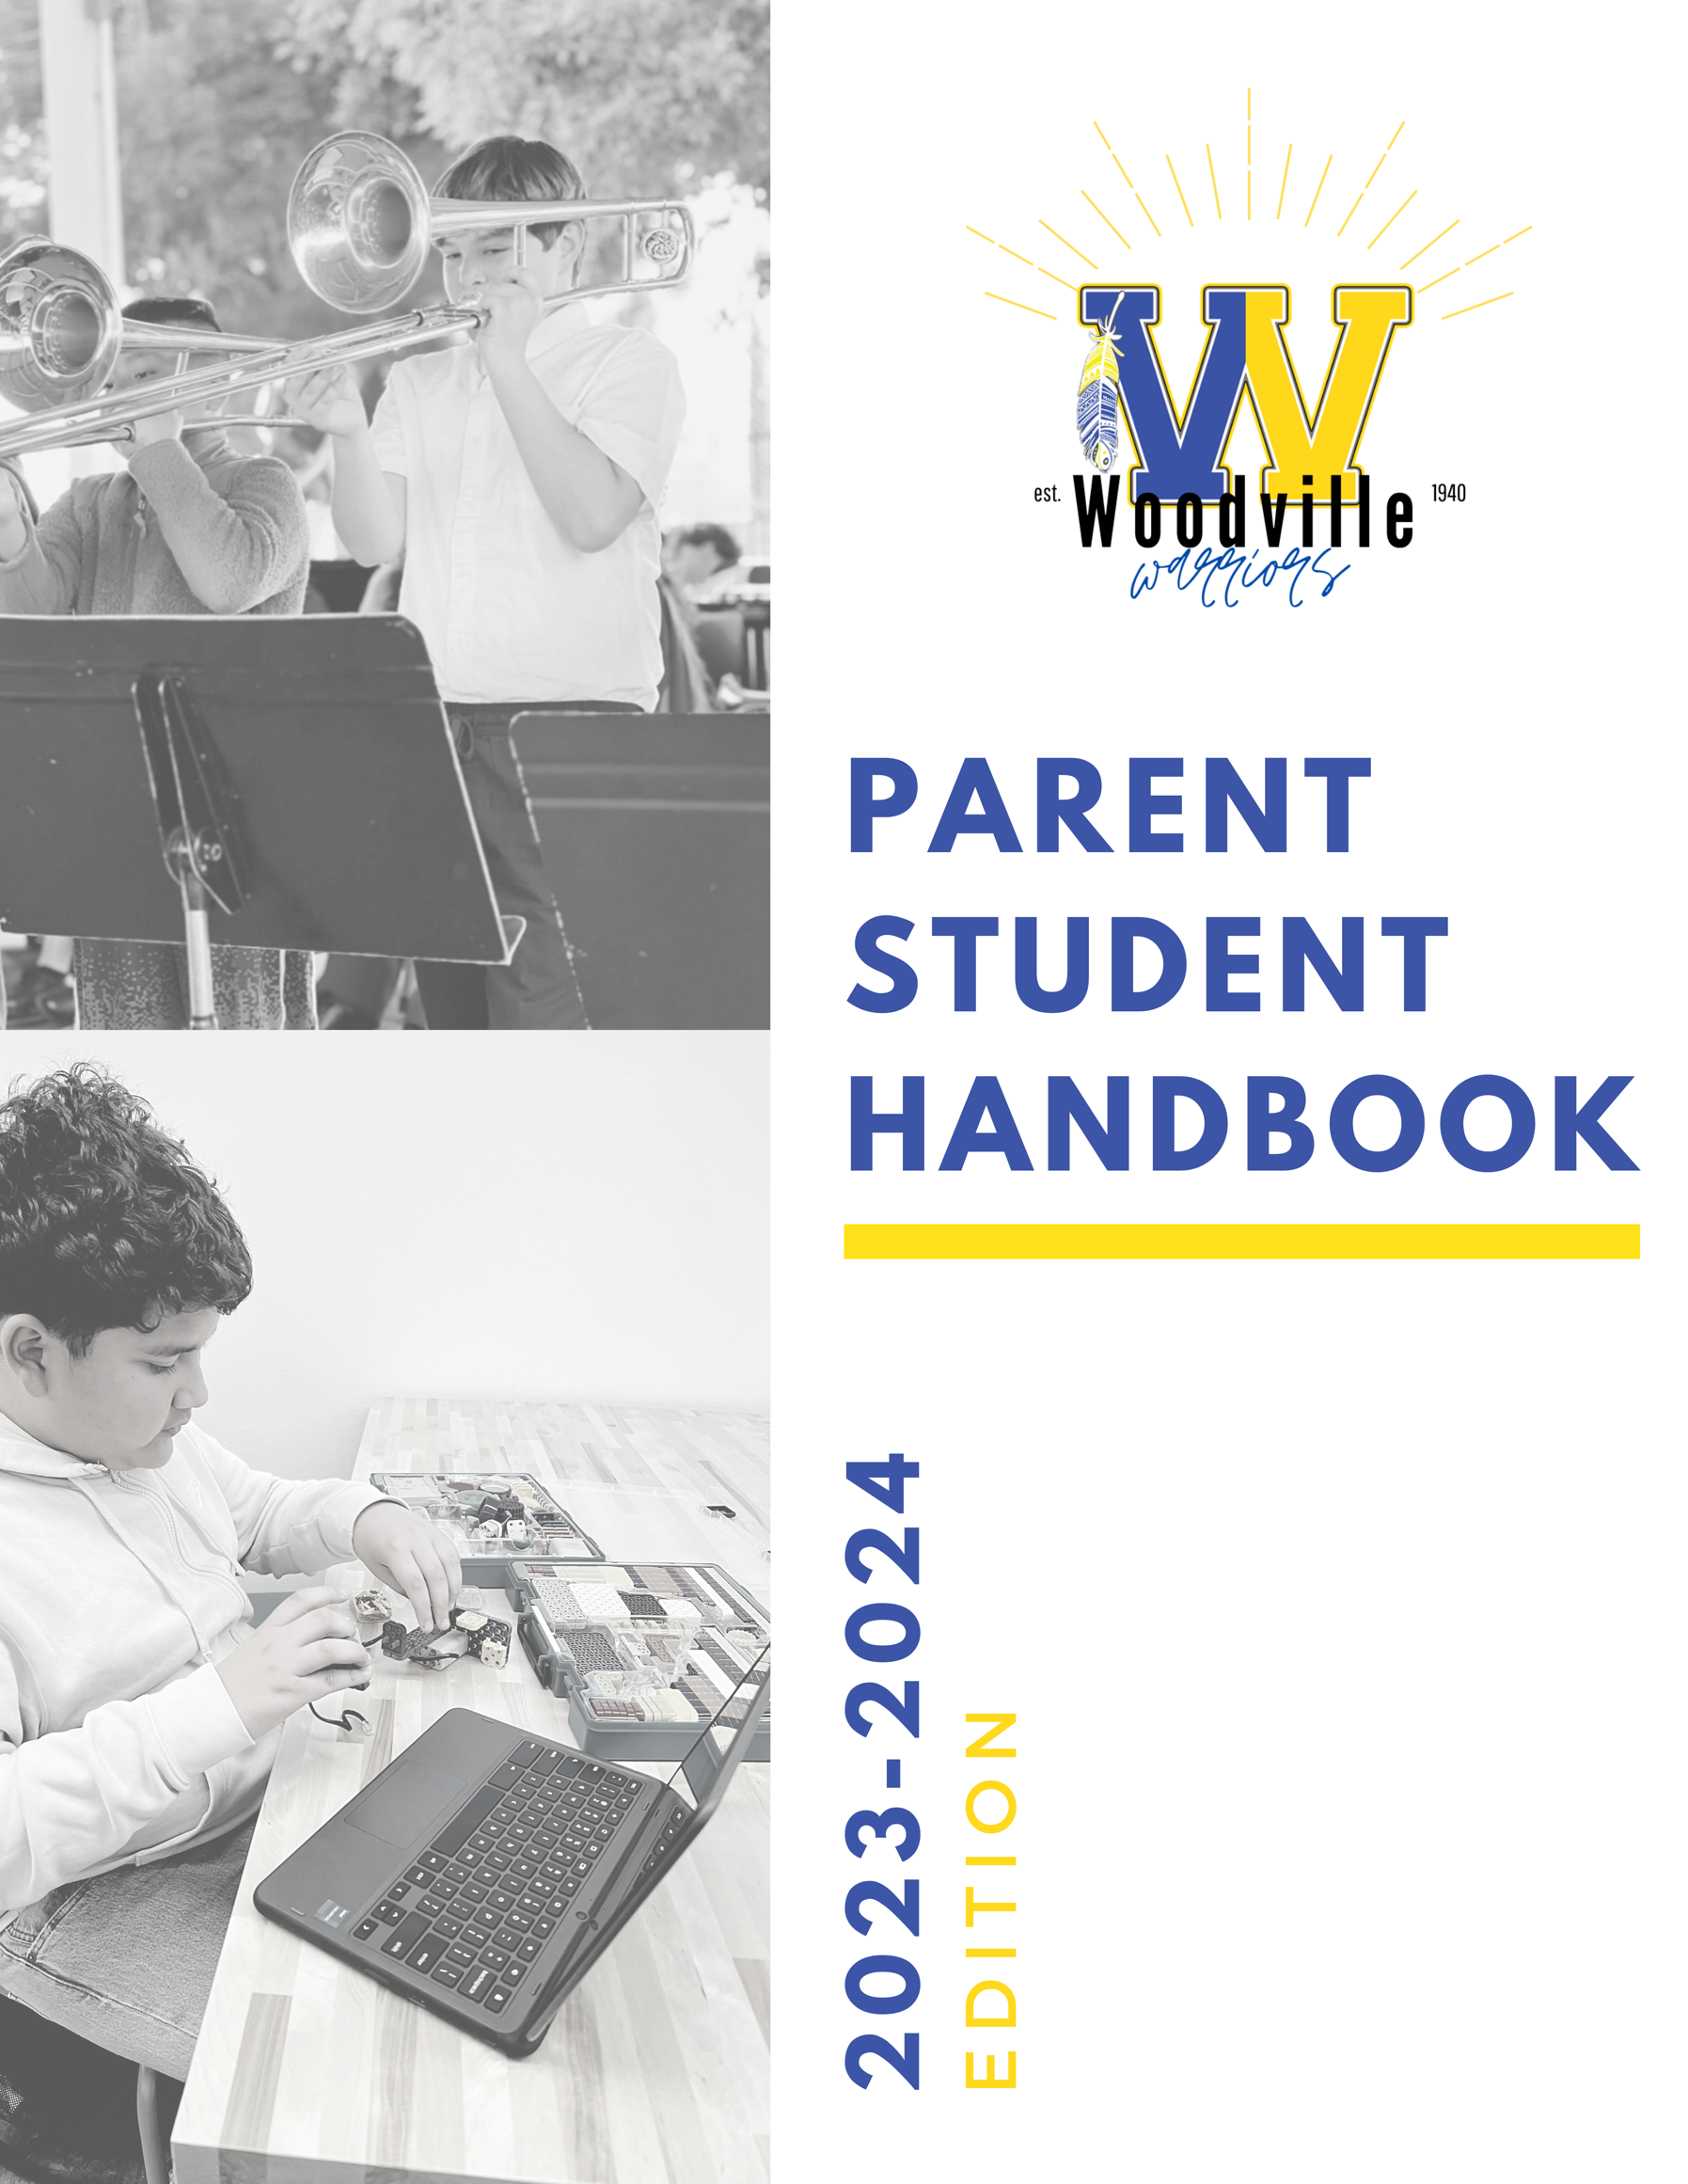 W
est. Woodville 1940
warriors
PARENT
STUDENT
HANDBOOK
2023-2024
EDITION